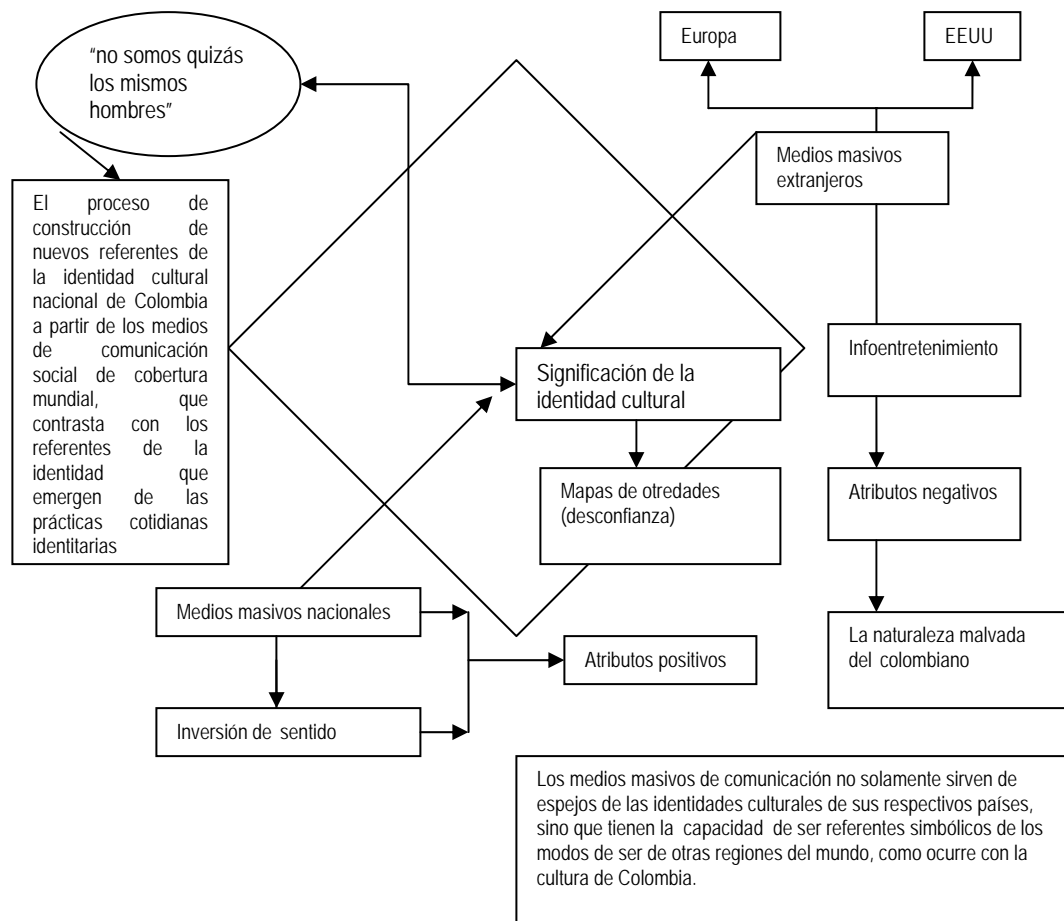 “no somos quizás
los mismos
hombres”
Europa
EEUU
Medios masivos
extranjeros
El proceso de
construcción de
nuevos referentes de
la identidad cultural
nacional de Colombia
a partir de los medios
de comunicación
social de cobertura
mundial, que
contrasta con los
referentes de la
identidad que
emergen de las
prácticas cotidianas
identitarias
Significación de la
identidad cultural
Infoentretenimiento
Mapas de otredades
(desconfianza)
Atributos negativos
Medios masivos nacionales
Atributos positivos
La naturaleza malvada
del colombiano
Inversión de sentido
Los medios masivos de comunicación no solamente sirven de
espejos de las identidades culturales de sus respectivos países,
sino que tienen la capacidad de ser referentes simbólicos de los
modos de ser de otras regiones del mundo, como ocurre con la
cultura de Colombia.